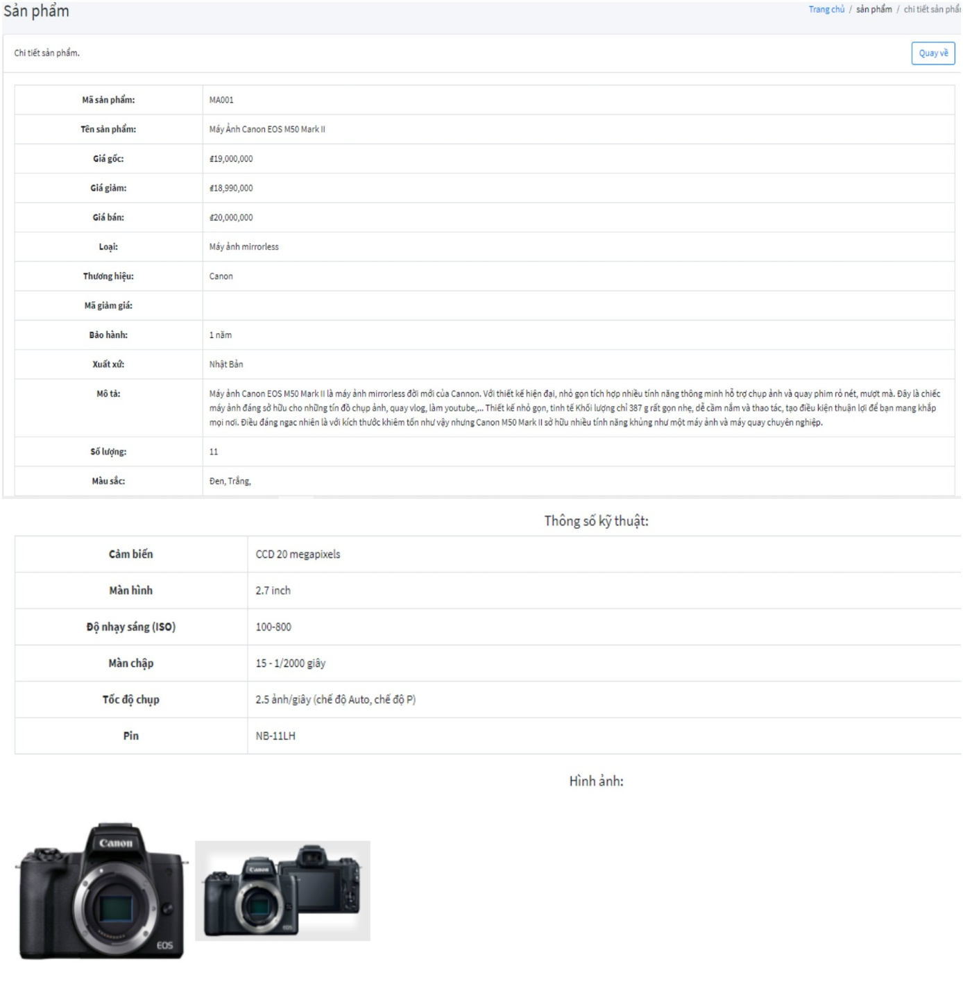 Sản phẩm
Trang chủ / sản phẩm / chi tiết sản phẩ
Chi tiết sản phẩm.
Quay về
Mã sản phẩm: MA001
Tên sản phẩm: Máy Ảnh Canon EOS M50 Mark II
Giá gốc: ₫19,000,000
Giá giảm: ₫18,990,000
Giá bán: ₫20,000,000
Loại: Máy ảnh mirrorless
Thương hiệu: Canon
Mã giảm giá:
Bảo hành: 1 năm
Xuất xứ: Nhật Bản
Mô tả: Máy ảnh Canon EOS M50 Mark II là máy ảnh mirrorless đời mới của Cannon. Với thiết kế hiện đại, nhỏ gọn tích hợp nhiều tính năng thông minh hỗ trợ chụp ảnh và quay phim rỏ nét, mượt mà. Đây là chiếc
máy ảnh đáng sở hữu cho những tín đồ chụp ảnh, quay vlog, làm youtube,... Thiết kế nhỏ gọn, tinh tế Khối lượng chỉ 387 g rất gọn nhẹ, dễ cầm nắm và thao tác, tạo điều kiện thuận lợi để bạn mang khắp
mọi nơi. Điều đáng ngạc nhiên là với kích thước khiêm tốn như vậy nhưng Canon M50 Mark II sở hữu nhiều tính năng khủng như một máy ảnh và máy quay chuyên nghiệp.
Số lượng: 11
Màu sắc: Đen, Trắng,
Thông số kỹ thuật:
Cảm biến CCD 20 megapixels
Màn hình 2.7 inch
Độ nhạy sáng (ISO) 100-800
Màn chập 15 - 1/2000 giây
Tốc độ chụp 2.5 ảnh/giây (chế độ Auto, chế độ P)
Pin NB-11LH
Hình ảnh:
Canon
EOS
Canon
EOS